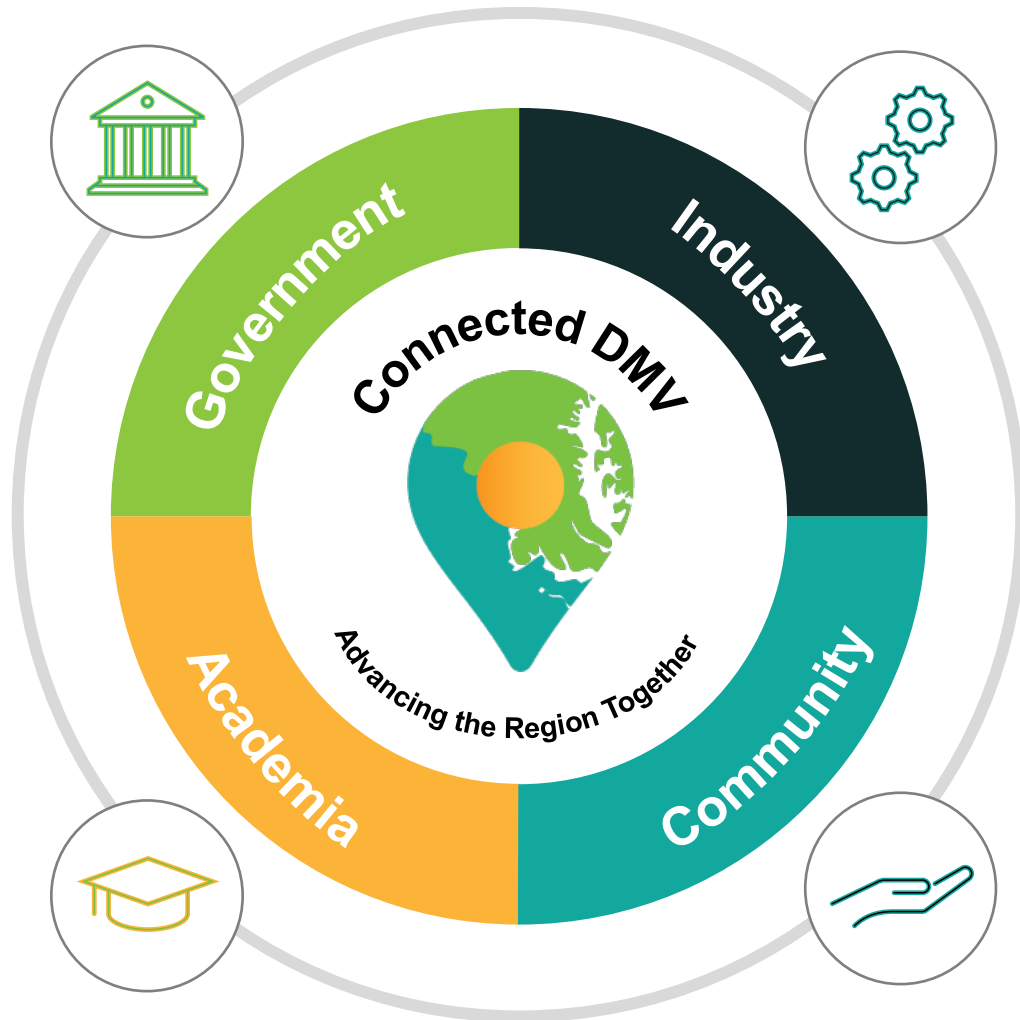 Government
Industry
Connected DMV
Advancing the Region Together
Academia
Community